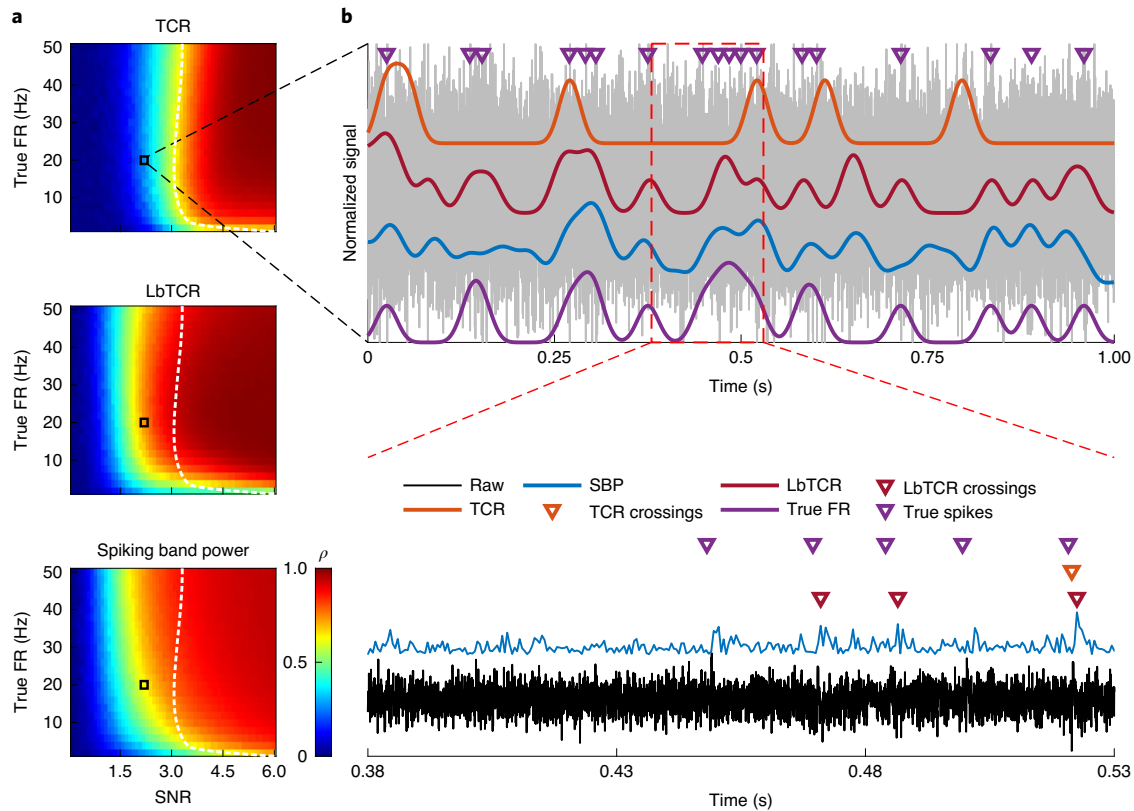 a
TCR
50
40
30
20
10
True FR (Hz)
LbTCR
50
40
30
20
10
True FR (Hz)
Spiking band power
ρ
50
40
30
20
10
True FR (Hz)
1.5 3.0 4.5 6.0
SNR
1.0
0.5
0
b
Normalized signal
0 0.25 0.5 0.75 1.00
Time (s)
Raw SBP LbTCR LbTCR crossings
TCR TCR crossings True FR True spikes
0.38 0.43 0.48 0.53
Time (s)